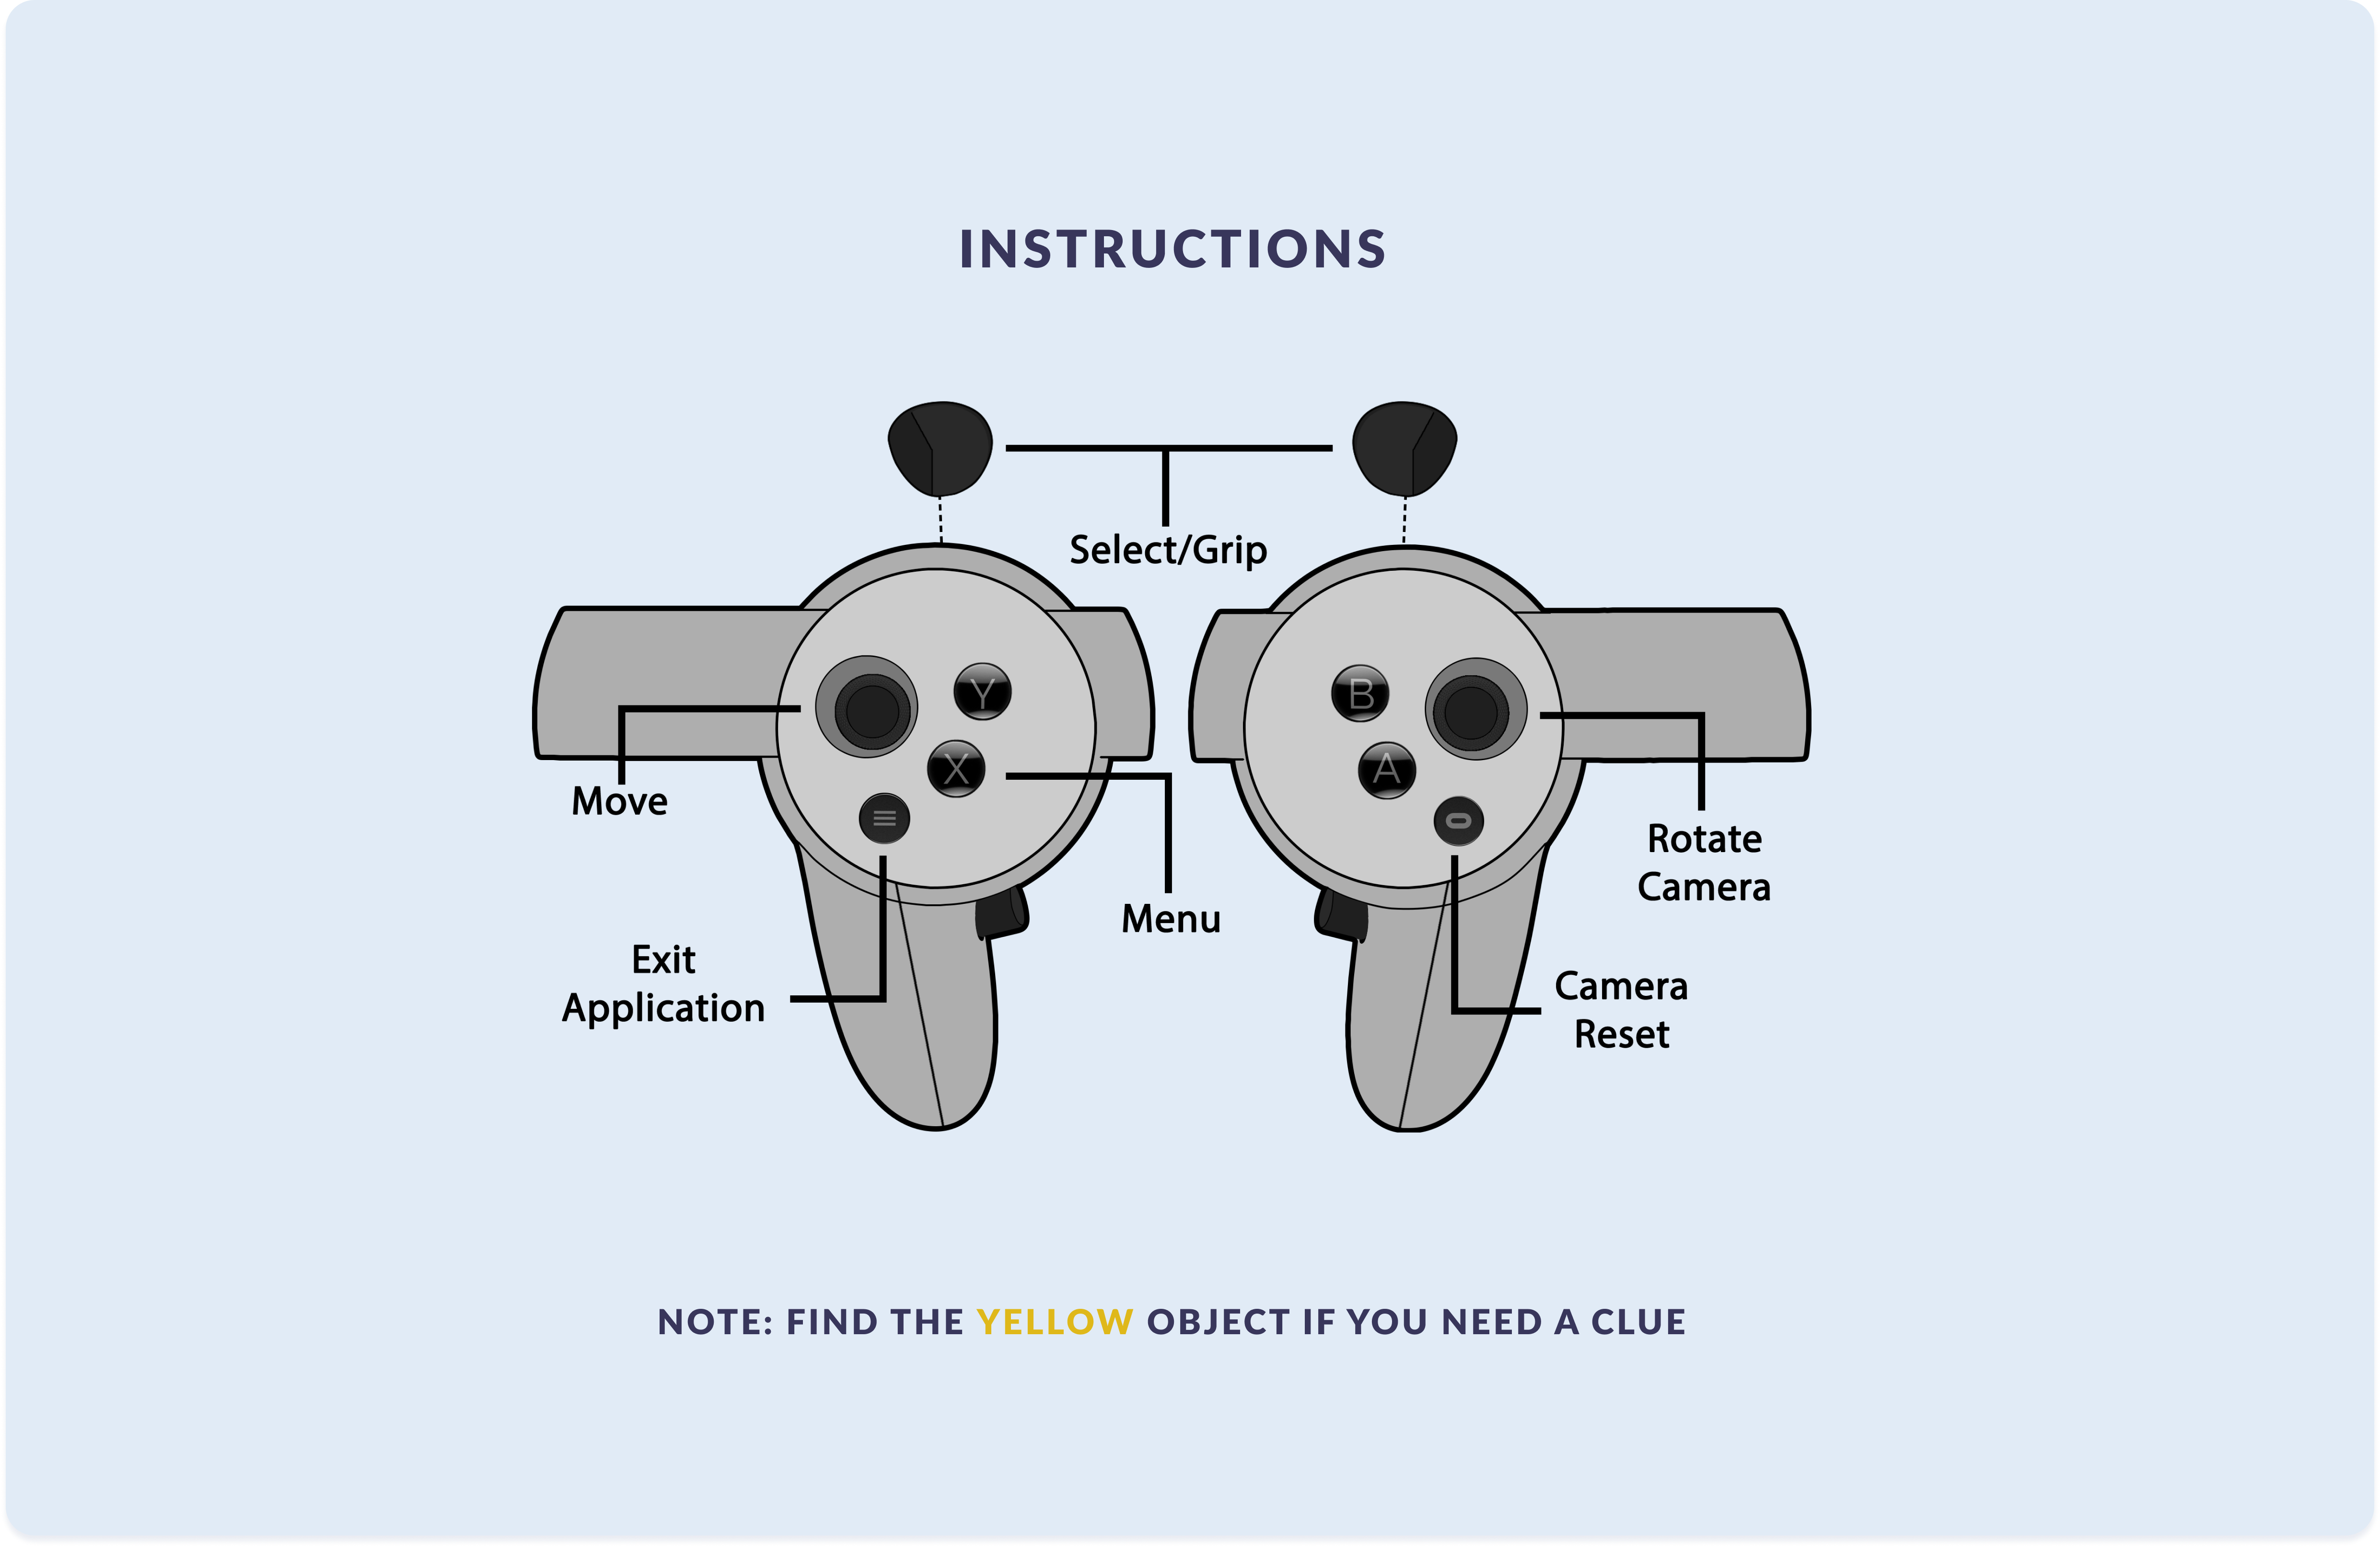 INSTRUCTIONS
Select/Grip
Y
B
X
A
Move
Rotate
Camera
Menu
Exit
Application
Camera
Reset
NOTE: FIND THE YELLOW OBJECT IF YOU NEED A CLUE